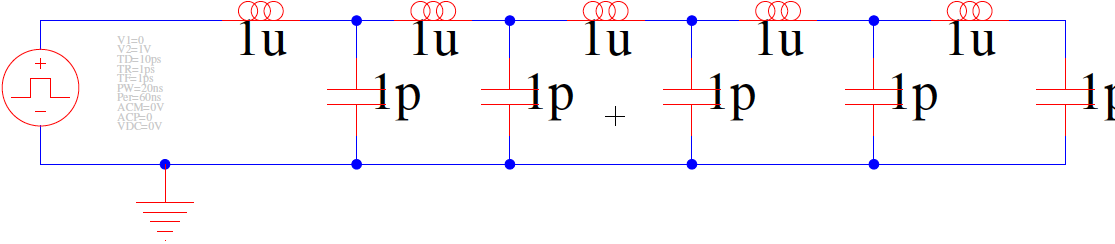 1u 1u 1u 1u 1u
V1=0
V2=1V
TD=10ps
TR=1ps
TF=1ps
PW=20ns
Per=60ns
ACM=0V
ACP=0
VDC=0V
1p 1p 1p 1p 1p